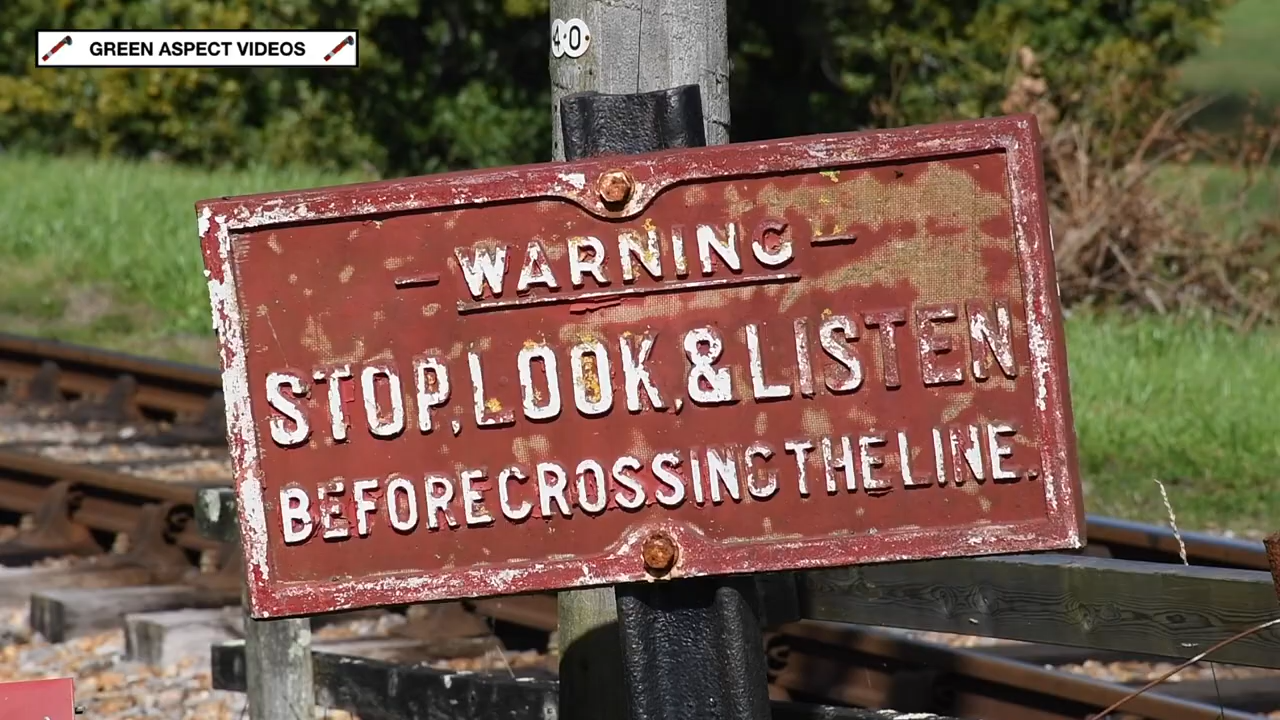 GREEN ASPECT VIDEOS
40
- WARNING -
STOP, LOOK, & LISTEN
BEFORE CROSSING THE LINE.